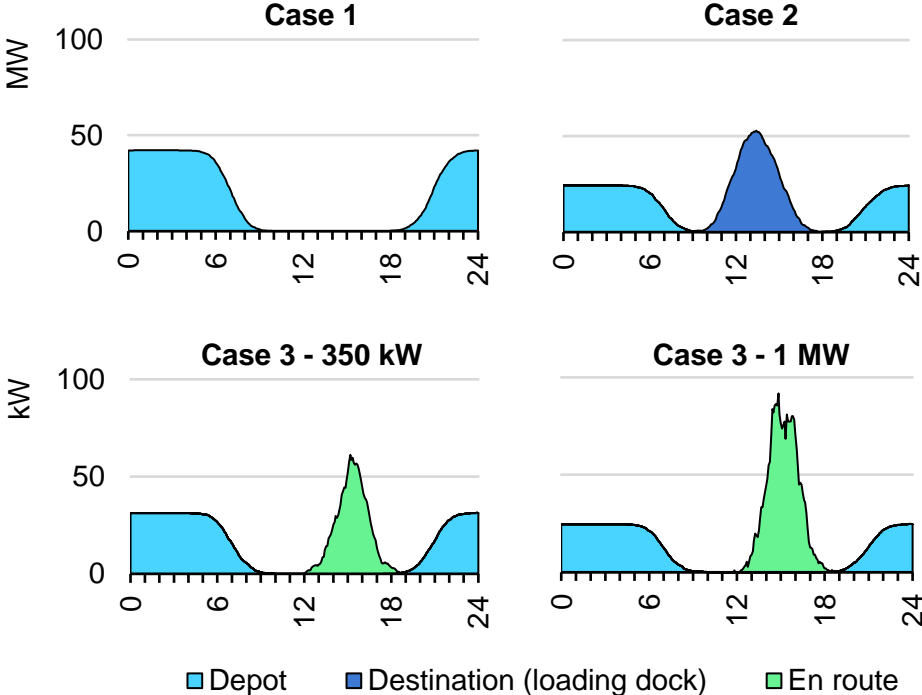 Case 1
Case 2
MW
100
50
0
0 6 12 18 24
0 6 12 18 24
Case 3 - 350 kW
Case 3 - 1 MW
kW
100
50
0
0 6 12 18 24
0 6 12 18 24
Depot Destination (loading dock) En route